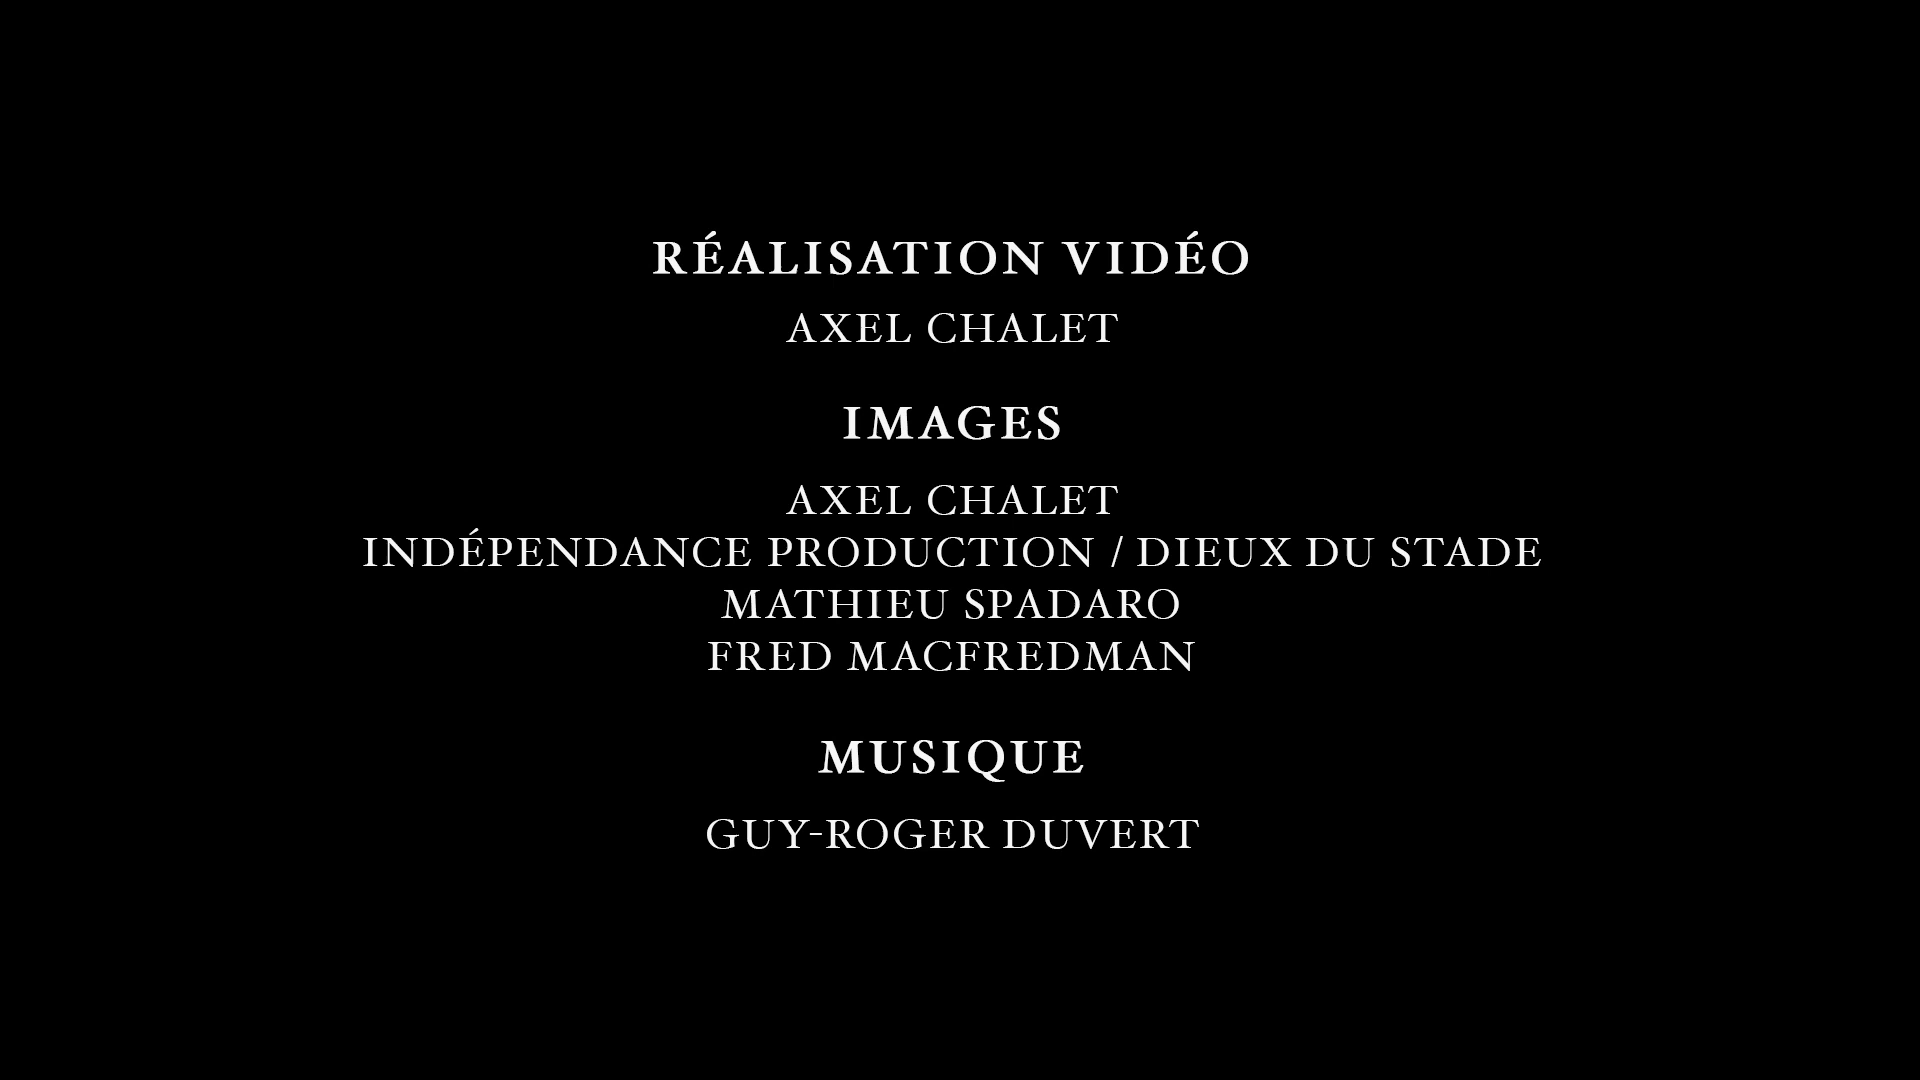 RÉALISATION VIDÉO
AXEL CHALET
IMAGES
AXEL CHALET
INDÉPENDANCE PRODUCTION / DIEUX DU STADE
MATHIEU SPADARO
FRED MACFREDMAN
MUSIQUE
GUY-ROGER DUVERT